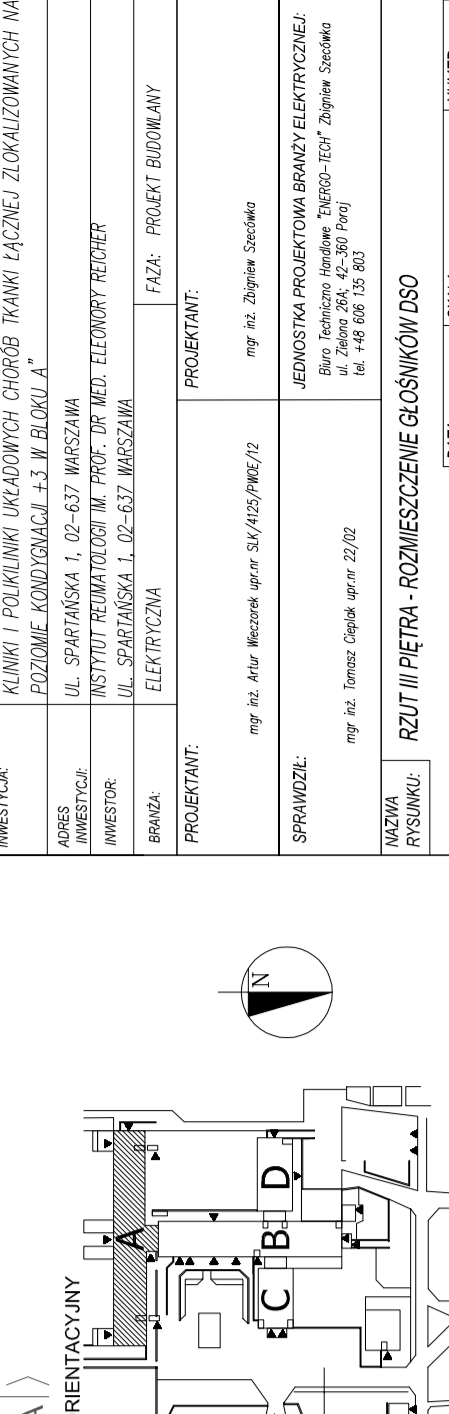 INWESTYCJA:
KLINIKI I POLIKLINIKI UKŁADOWYCH CHORÓB TKANKI ŁĄCZNEJ ZLOKALIZOWANYCH NA
POZIOMIE KONDYGNACJI +3 W BLOKU A"
ADRES
INWESTYCJI:
UL. SPARTAŃSKA 1, 02-637 WARSZAWA
INWESTOR:
INSTYTUT REUMATOLOGII IM. PROF. DR MED. ELEONORY REICHER
UL. SPARTAŃSKA 1, 02-637 WARSZAWA
BRANŻA:
ELEKTRYCZNA
FAZA: PROJEKT BUDOWLANY
PROJEKTANT:
mgr inż. Artur Wieczorek upr.nr SLK/4125/PWOE/12
PROJEKTANT:
mgr inż. Zbigniew Szecówka
SPRAWDZIŁ:
mgr inż. Tomasz Cieplak upr.nr 22/02
JEDNOSTKA PROJEKTOWA BRANŻY ELEKTRYCZNEJ:
Biuro Techniczno Handlowe "ENERGO-TECH" Zbigniew Szecówka
ul. Zielona 26A; 42-360 Poraj
tel. +48 606 135 803
NAZWA
RYSUNKU:
RZUT III PIĘTRA - ROZMIESZCZENIE GŁOŚNIKÓW DSO
N
A
RIENTACYJNY
A
B
C
D